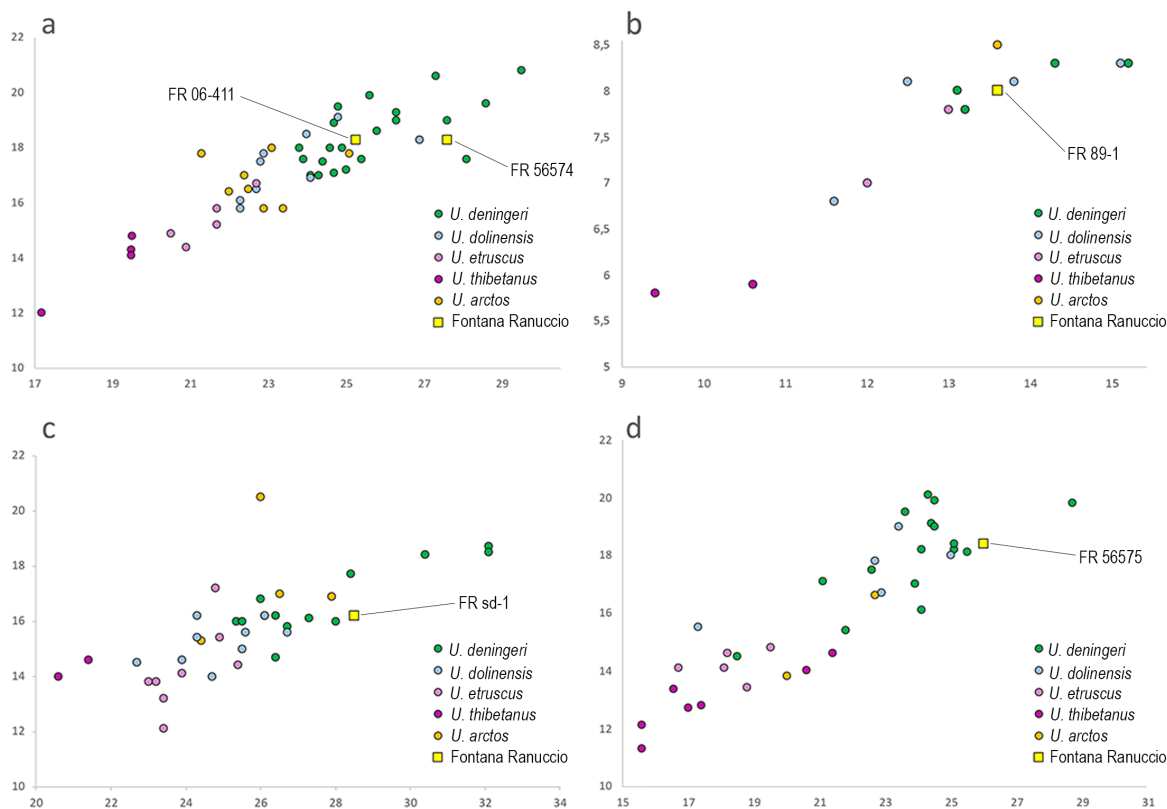 a
22
20
18
16
14
12
10
17
19
21
23
25
27
29
FR 06-411
FR 56574
U. deningeri
U. dolinensis
U. etruscus
U. thibetanus
U. arctos
Fontana Ranuccio
b
8,5
8
7,5
7
6,5
6
5,5
5
9
10
11
12
13
14
15
FR 89-1
U. deningeri
U. dolinensis
U. etruscus
U. thibetanus
U. arctos
Fontana Ranuccio
c
22
20
18
16
14
12
10
20
22
24
26
28
30
32
34
FR sd-1
U. deningeri
U. dolinensis
U. etruscus
U. thibetanus
U. arctos
Fontana Ranuccio
d
22
20
18
16
14
12
10
15
17
19
21
23
25
27
29
31
FR 56575
U. deningeri
U. dolinensis
U. etruscus
U. thibetanus
U. arctos
Fontana Ranuccio